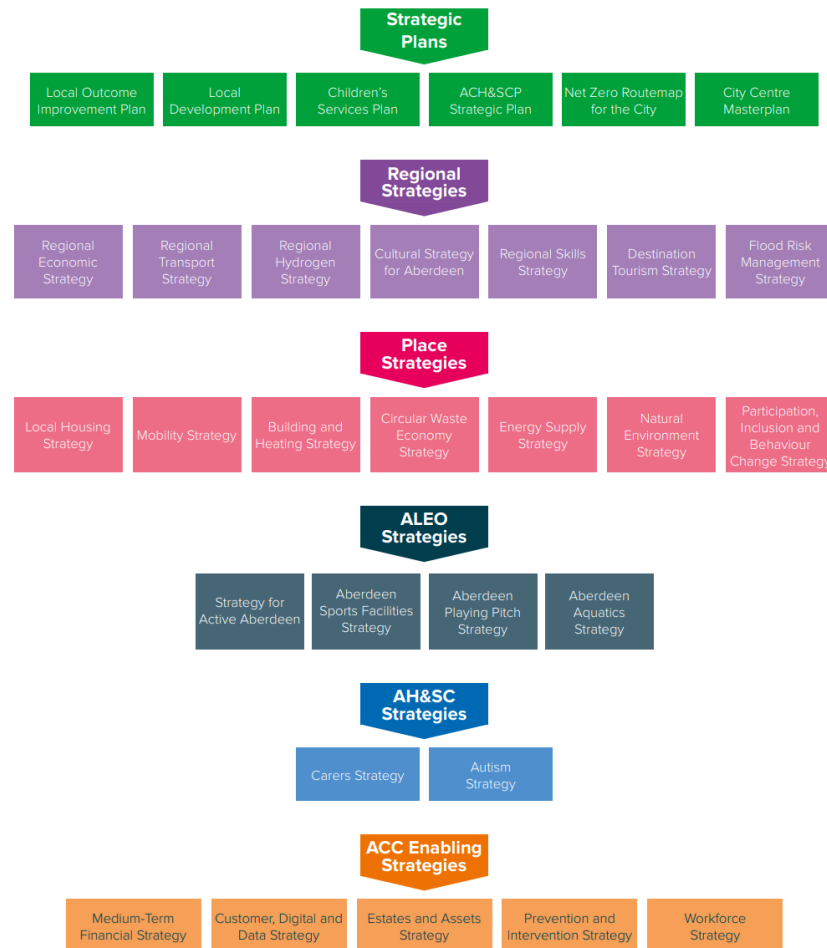 Strategic
Plans
Local Outcome
Improvement Plan
Local
Development Plan
Children's
Services Plan
ACH&SCP
Strategic Plan
Net Zero Routemap
for the City
City Centre
Masterplan
Regional
Strategies
Regional
Economic
Strategy
Regional
Transport
Strategy
Regional
Hydrogen
Strategy
Cultural Strategy
for Aberdeen
Regional Skills
Strategy
Destination
Tourism Strategy
Flood Risk
Management
Strategy
Place
Strategies
Local Housing
Strategy
Mobility Strategy
Building and
Heating Strategy
Circular Waste
Economy
Strategy
Energy Supply
Strategy
Natural
Environment
Strategy
Participation,
Inclusion and
Behaviour
Change Strategy
ALEO
Strategies
Strategy for
Active Aberdeen
Aberdeen
Sports Facilities
Strategy
Aberdeen
Playing Pitch
Strategy
Aberdeen
Aquatics
Strategy
AH&SC
Strategies
Carers Strategy
Autism
Strategy
ACC Enabling
Strategies
Medium-Term
Financial Strategy
Customer, Digital and
Data Strategy
Estates and Assets
Strategy
Prevention and
Intervention Strategy
Workforce
Strategy